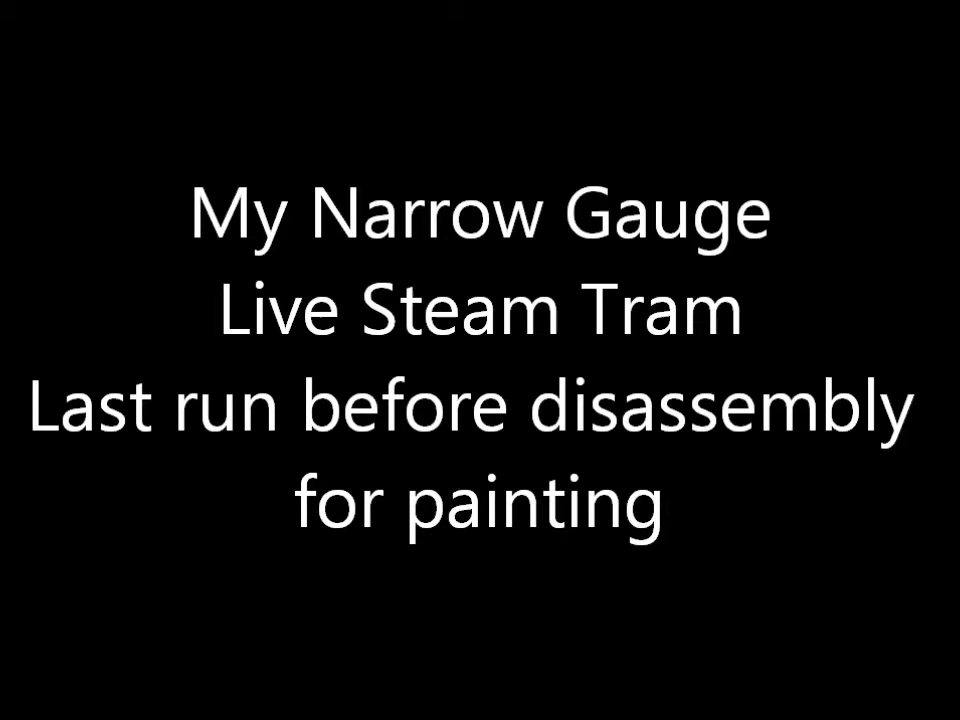 My Narrow Gauge
Live Steam Tram
Last run before disassembly
for painting